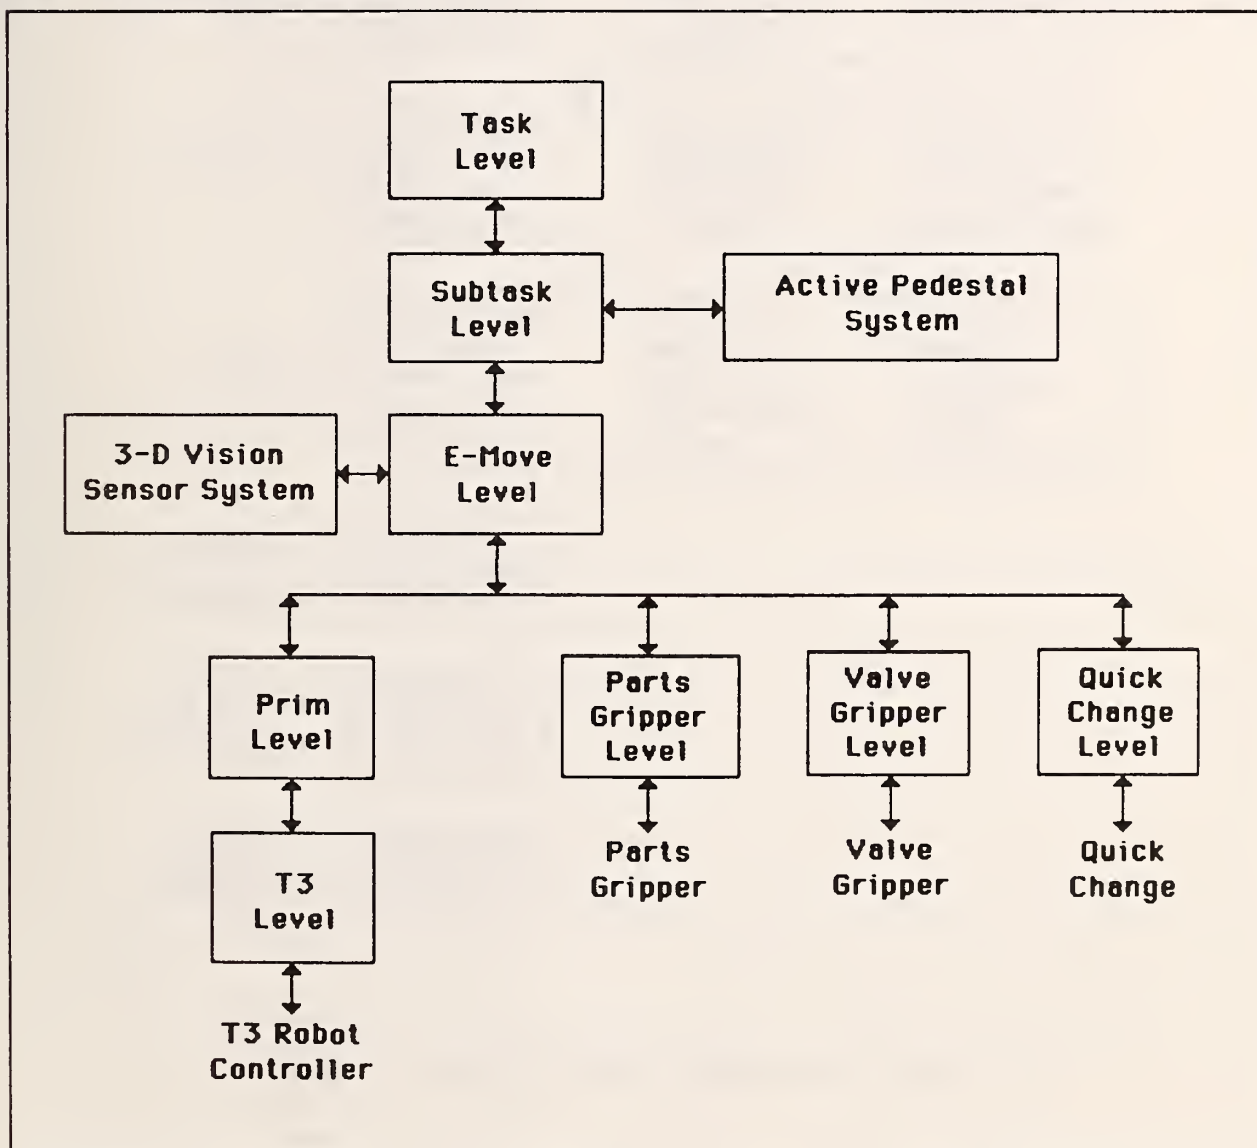 Task
Level
Subtask
Level
Active Pedestal
System
3-D Vision
Sensor System
E-Move
Level
Prim
Level
Parts
Gripper
Level
Valve
Gripper
Level
Quick
Change
Level
T3
Level
Parts
Gripper
Valve
Gripper
Quick
Change
T3 Robot
Controller